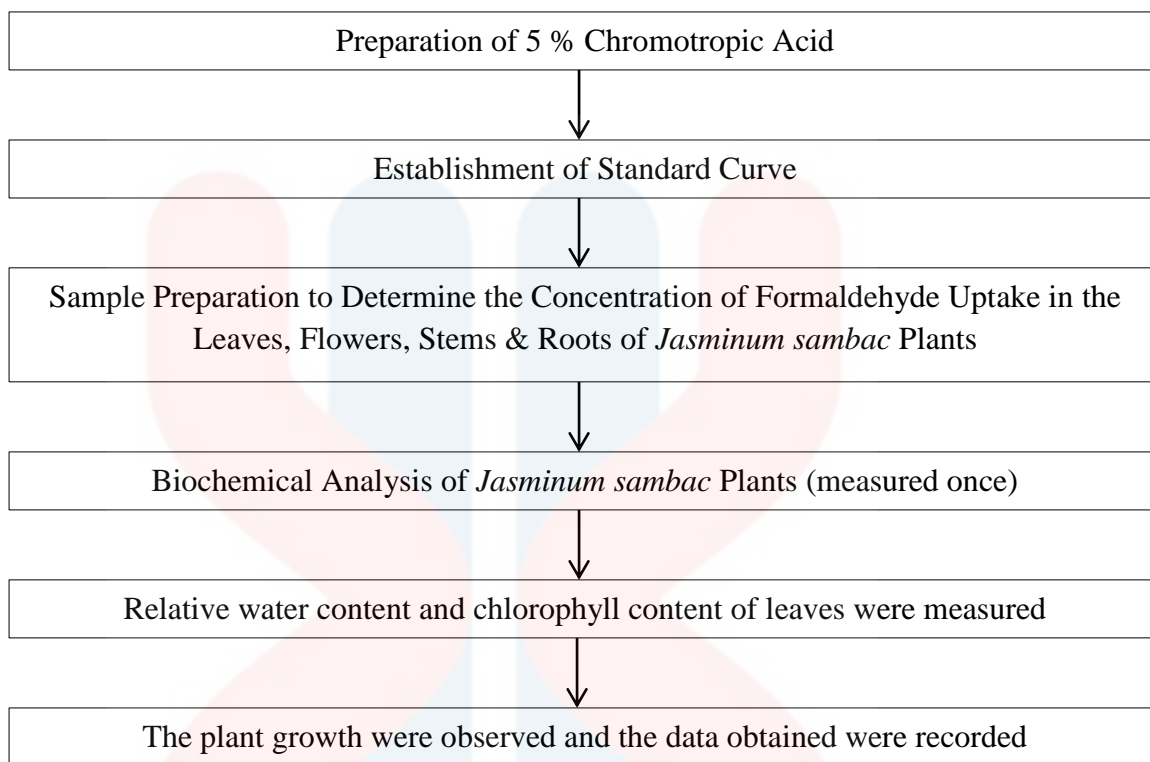 Preparation of 5 % Chromotropic Acid
Establishment of Standard Curve
Sample Preparation to Determine the Concentration of Formaldehyde Uptake in the
Leaves, Flowers, Stems & Roots of Jasminum sambac Plants
Biochemical Analysis of Jasminum sambac Plants (measured once)
Relative water content and chlorophyll content of leaves were measured
The plant growth were observed and the data obtained were recorded